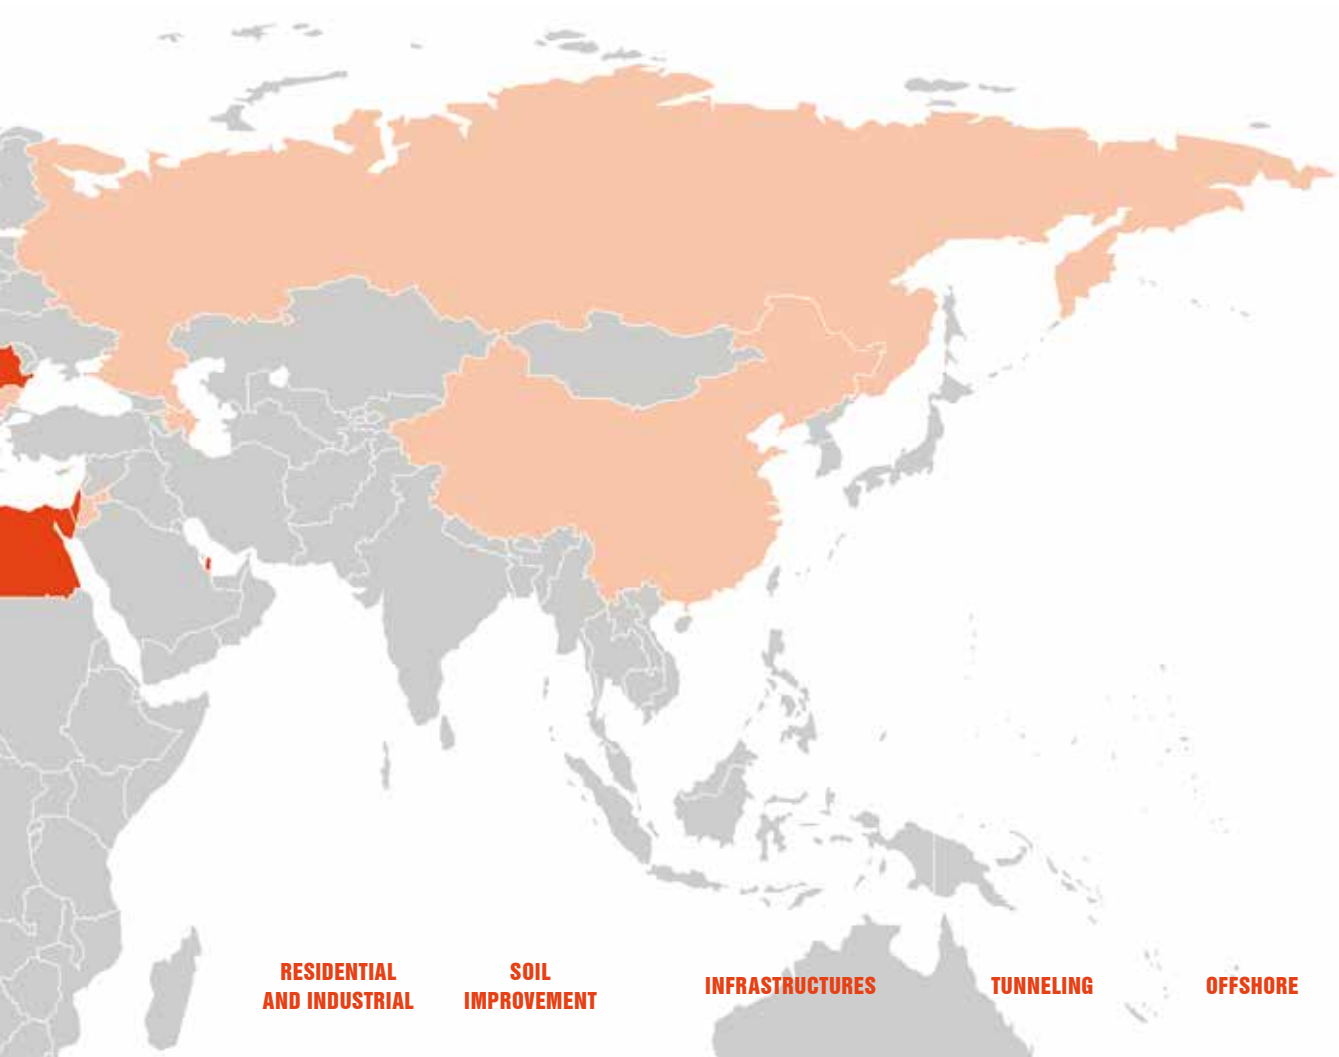 RESIDENTIAL
AND INDUSTRIAL
SOIL
IMPROVEMENT
INFRASTRUCTURES
TUNNELING
OFFSHORE